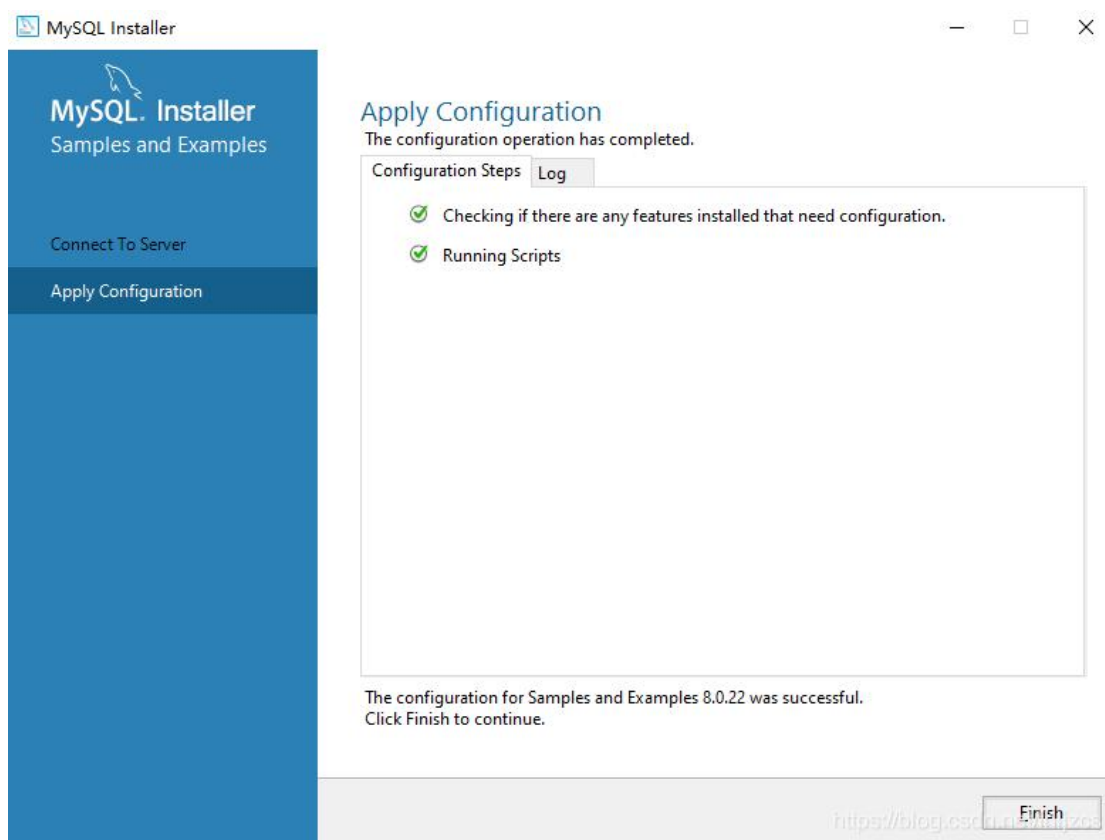 MySQL Installer
MySQL. Installer
Samples and Examples
Connect To Server
Apply Configuration
Apply Configuration
The configuration operation has completed.
Configuration Steps
Log
Checking if there are any features installed that need configuration.
Running Scripts
The configuration for Samples and Examples 8.0.22 was successful.
Click Finish to continue.
Finish